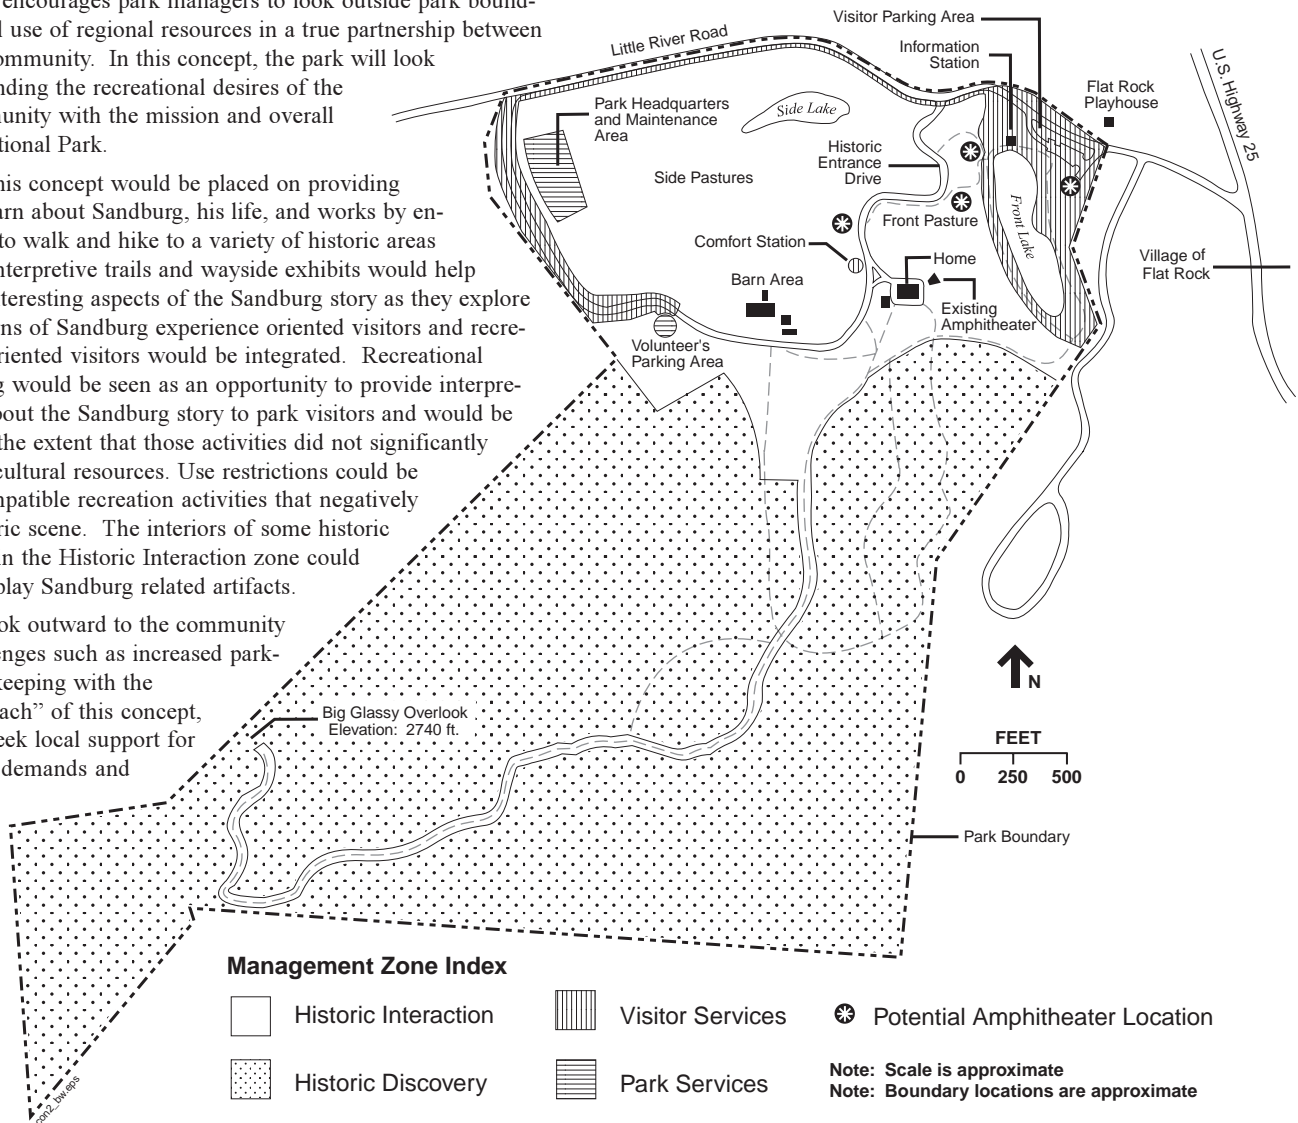 encourages park managers to look outside park bound-
l use of regional resources in a true partnership between
ommunity. In this concept, the park will look
nding the recreational desires of the
unity with the mission and overall
tional Park.
his concept would be placed on providing
arn about Sandburg, his life, and works by en-
to walk and hike to a variety of historic areas
nterpretive trails and wayside exhibits would help
nteresting aspects of the Sandburg story as they explore
ns of Sandburg experience oriented visitors and recre-
riented visitors would be integrated. Recreational
g would be seen as an opportunity to provide interpre-
bout the Sandburg story to park visitors and would be
the extent that those activities did not significantly
cultural resources. Use restrictions could be
mpatible recreation activities that negatively
ric scene. The interiors of some historic
in the Historic Interaction zone could
play Sandburg related artifacts.
ok outward to the community
enges such as increased park-
keeping with the
ach” of this concept,
eek local support for
demands and
Little River Road
Visitor Parking Area
Information
Station
Flat Rock
Playhouse
U.S. Highway 25
Park Headquarters
and Maintenance
Area
Side Lake
Historic
Entrance
Drive
Side Pastures
Front Pasture
Front Lake
Comfort Station
Home
Village of
Flat Rock
Barn Area
Existing
Amphitheater
Volunteer's
Parking Area
N
Big Glassy Overlook
Elevation: 2740 ft.
FEET
0 250 500
Park Boundary
Management Zone Index
Historic Interaction
Visitor Services
Potential Amphitheater Location
Historic Discovery
Park Services
Note: Scale is approximate
Note: Boundary locations are approximate
con2_bw.eps